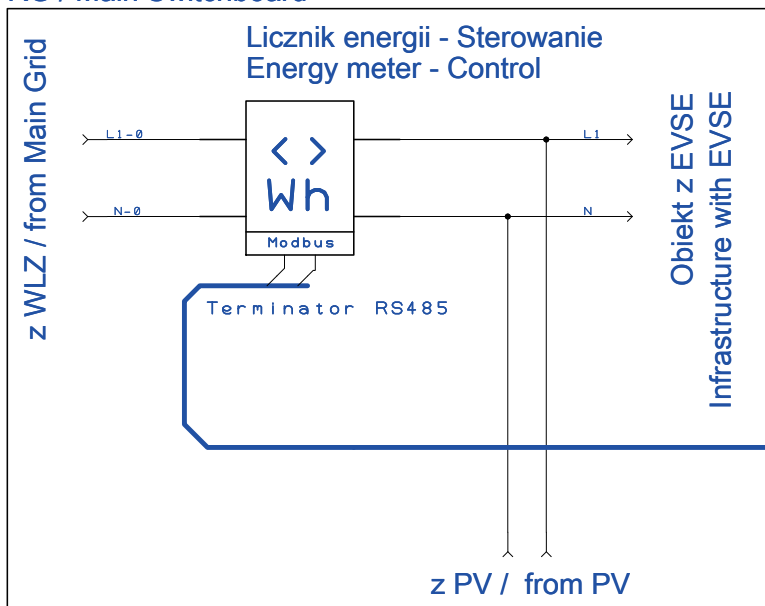 Licznik energii - Sterowanie
Energy meter - Control
z WLZ / from Main Grid
L1-0
N-0
< >
Wh
Modbus
Terminator RS485
L1
N
Obiekt z EVSE
Infrastructure with EVSE
z PV /  from PV